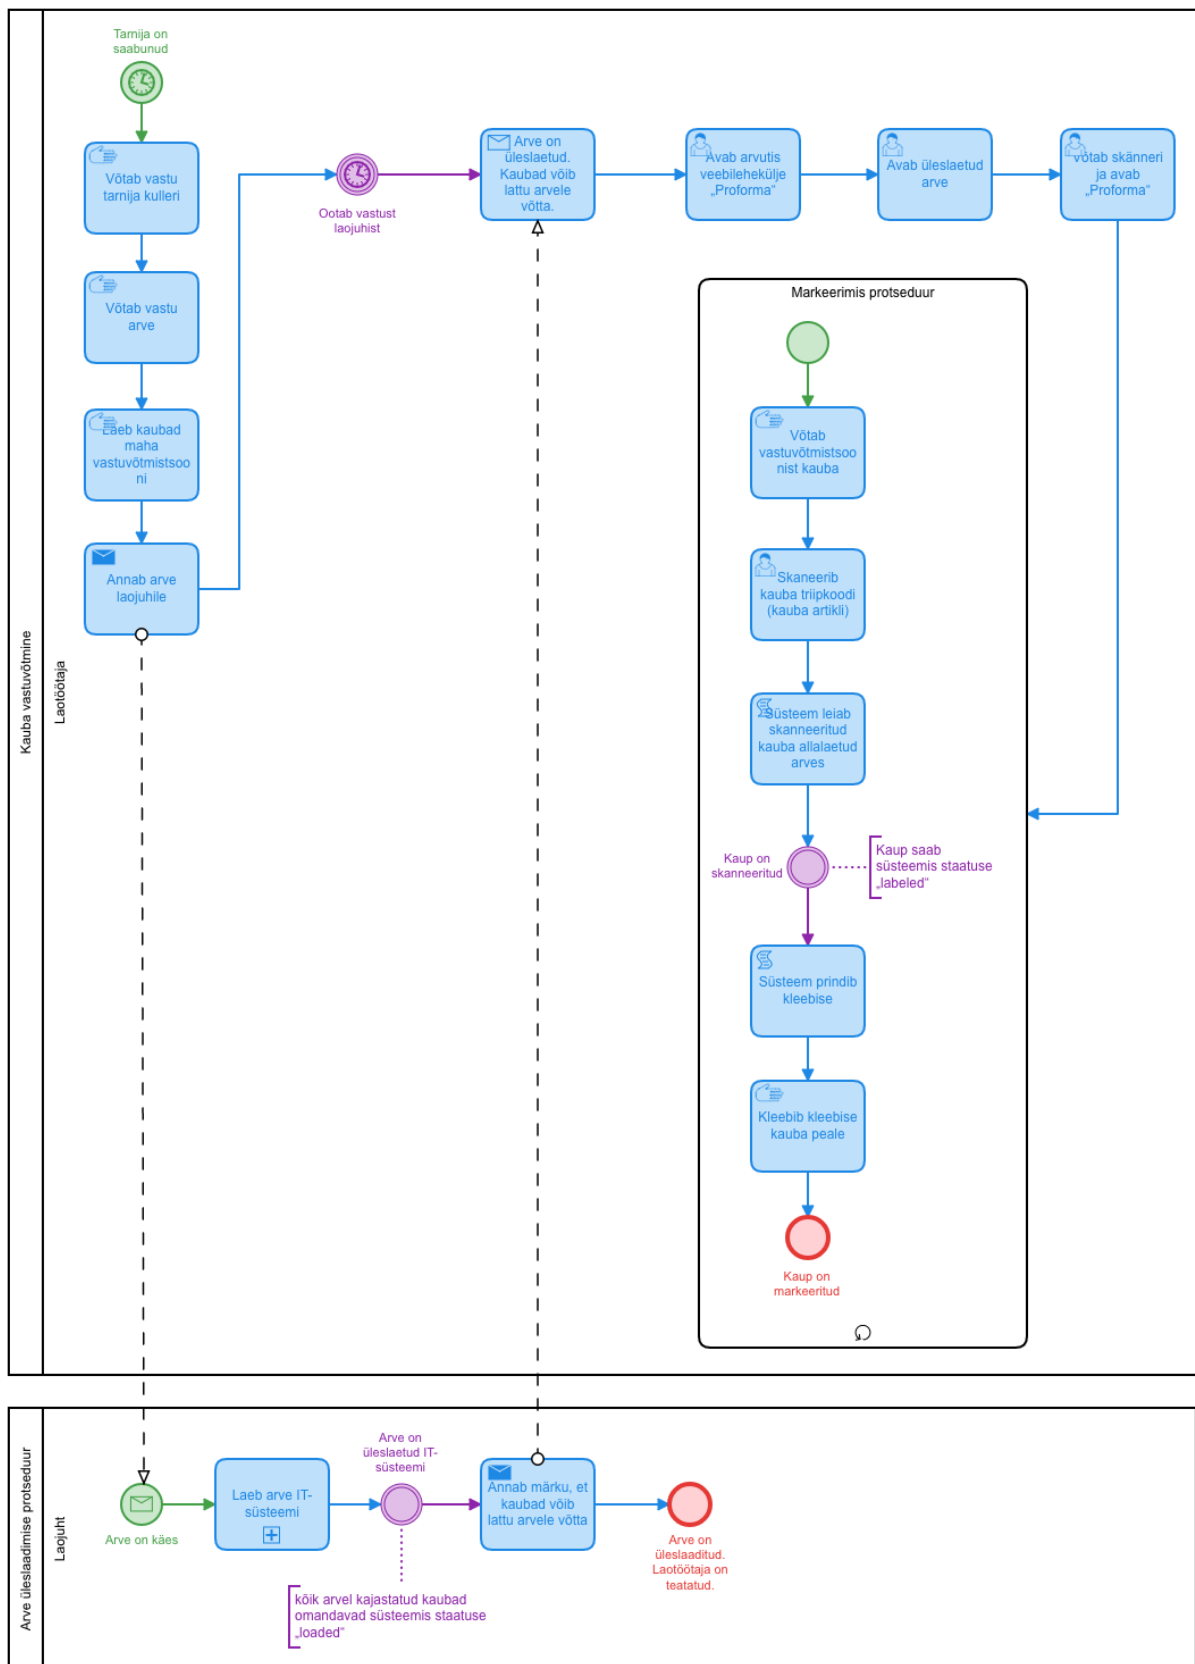 Tarnija on
saabunud
Võtab vastu
tarnija kulleri
Võtab vastu
arve
Laeb kaubad
maha
vastuvõtmistsoo
ni
Annab arve
laojuhile
Ootab vastust
laojuhist
Arve on
üleslaetud.
Kaubad võib
lattu arvele
võtta.
Avab arvutis
veebilehekülje
„Proforma“
Avab üleslaetud
arve
Võtab skänneri
ja avab
„Proforma“
Markeerimis protseduur
Võtab
vastuvõtmistsoo
nist kauba
Skaneerib
kauba triipkoodi
(kauba artikli)
Süsteem leiab
skanneeritud
kauba allalaetud
arves
Kaup on
skanneeritud
Kaup saab
süsteemis staatuse
„labeled“
Süsteem prindib
kleebise
Kleebib kleebise
kauba peale
Kaup on
markeeritud
Kauba vastuvõtmine
Laotöötaja
Arve üleslaadimise protseduur
Laojuht
Arve on käes
Laeb arve IT-
süsteemi
Arve on
üleslaetud IT-
süsteemi
kõik arvel kajastatud kaubad
omandavad süsteemis staatuse
„loaded“
Annab märku, et
kaubad võib
lattu arvele võtta
Arve on
üleslaaditud.
Laotöötaja on
teatatud.